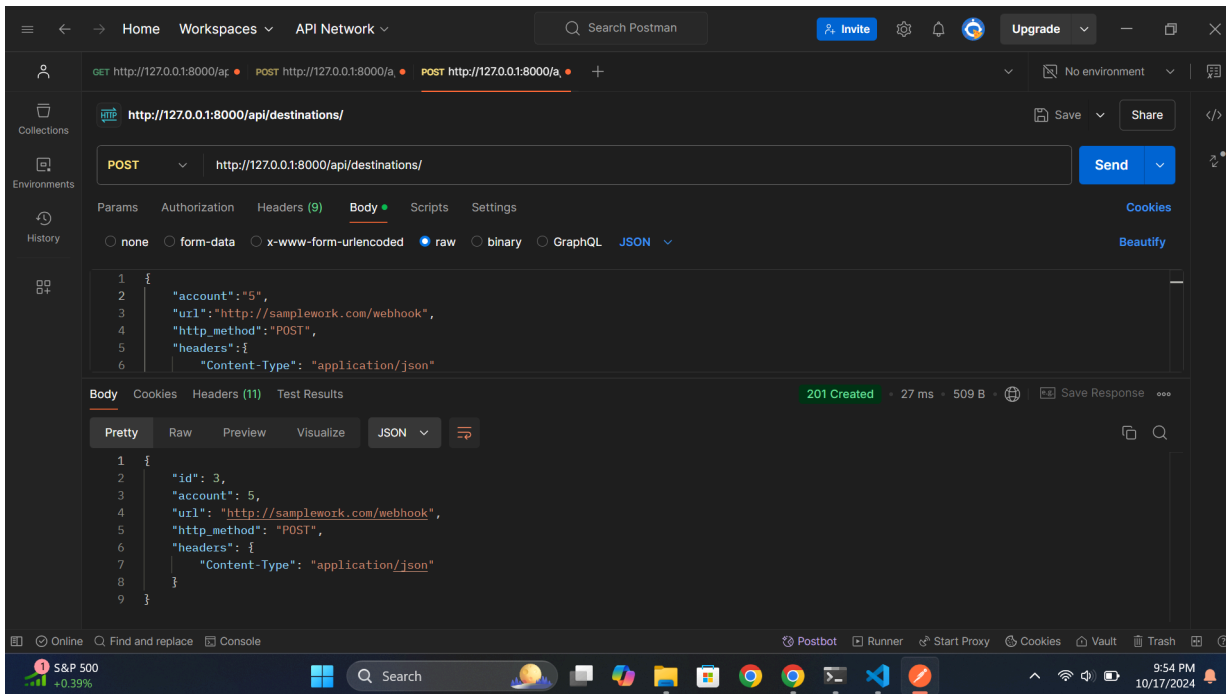 Home Workspaces API Network Search Postman Invite Upgrade
GET http://127.0.0.1:8000/ap POST http://127.0.0.1:8000/a, POST http://127.0.0.1:8000/a, No environment
HTTP http://127.0.0.1:8000/api/destinations/ Save Share
Collections
POST http://127.0.0.1:8000/api/destinations/ Send
Environments
Params Authorization Headers (9) Body Scripts Settings Cookies
History
none form-data x-www-form-urlencoded raw binary GraphQL JSON Beautify
1 {
2 "account":"5",
3 "url":"http://samplework.com/webhook",
4 "http_method":"POST",
5 "headers":{
6 "Content-Type": "application/json"
Body Cookies Headers (11) Test Results 201 Created 27 ms 509 B Save Response
Pretty Raw Preview Visualize JSON
1 {
2 "id": 3,
3 "account": 5,
4 "url": "http://samplework.com/webhook",
5 "http_method": "POST",
6 "headers": {
7 "Content-Type": "application/json"
8 }
9 }
Online Find and replace Console Postbot Runner Start Proxy Cookies Vault Trash
1 S&P 500
+0.39%
Search
9:54 PM
10/17/2024